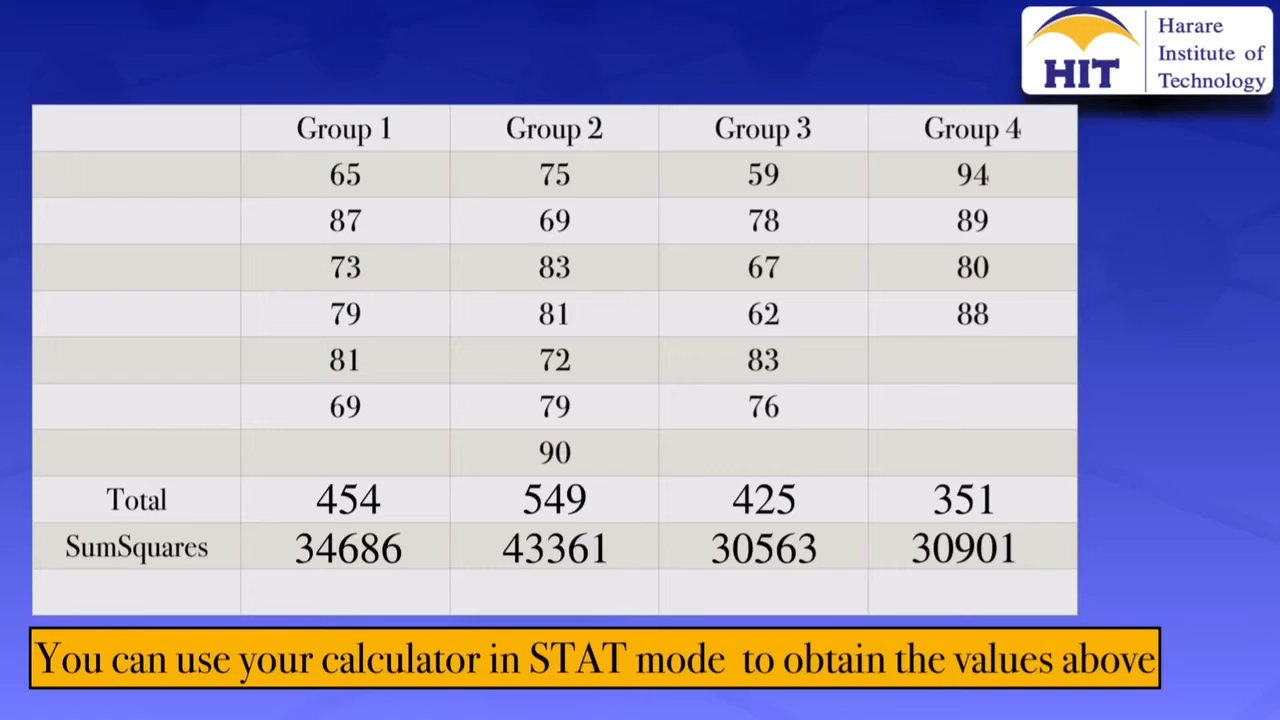 Harare
Institute of
Technology
HIT
Group 1 Group 2 Group 3 Group 4
65 75 59 94
87 69 78 89
73 83 67 80
79 81 62 88
81 72 83
69 79 76
90
Total 454 549 425 351
SumSquares 34686 43361 30563 30901
You can use your calculator in STAT mode to obtain the values above